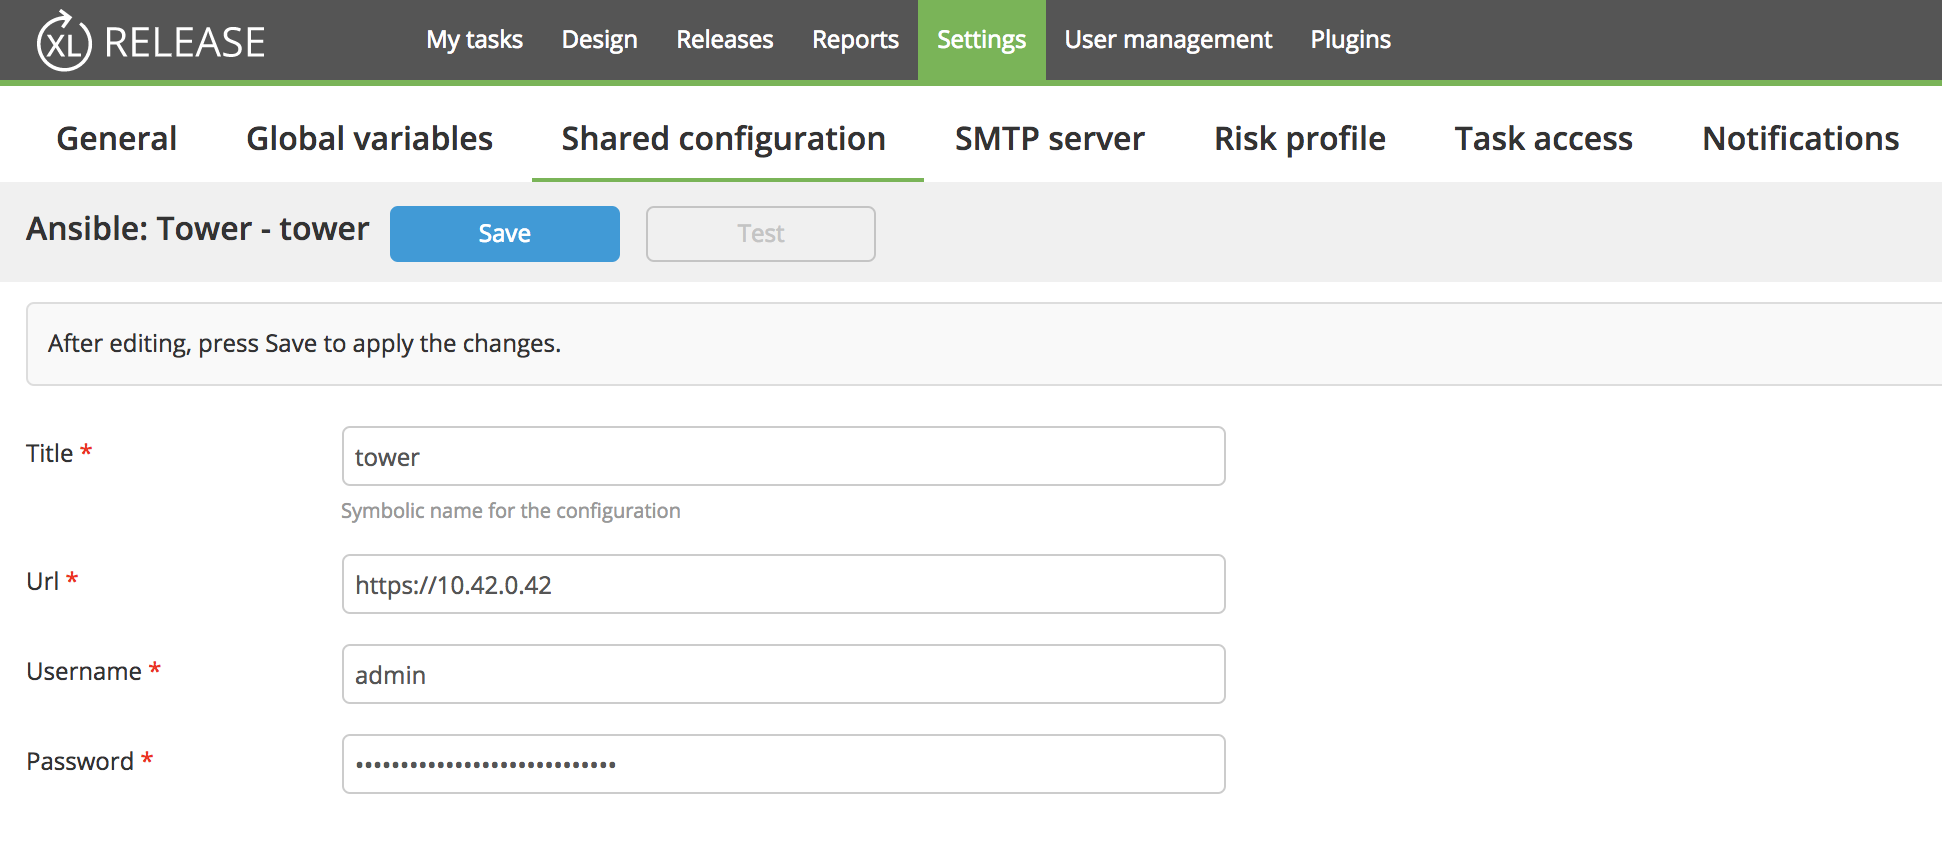 XL RELEASE My tasks Design Releases Reports Settings User management Plugins
General Global variables Shared configuration SMTP server Risk profile Task access Notifications
Ansible: Tower - tower Save Test
After editing, press Save to apply the changes.
Title * tower
Symbolic name for the configuration
Url * https://10.42.0.42
Username * admin
Password * •••••••••••••••••••••••••••••